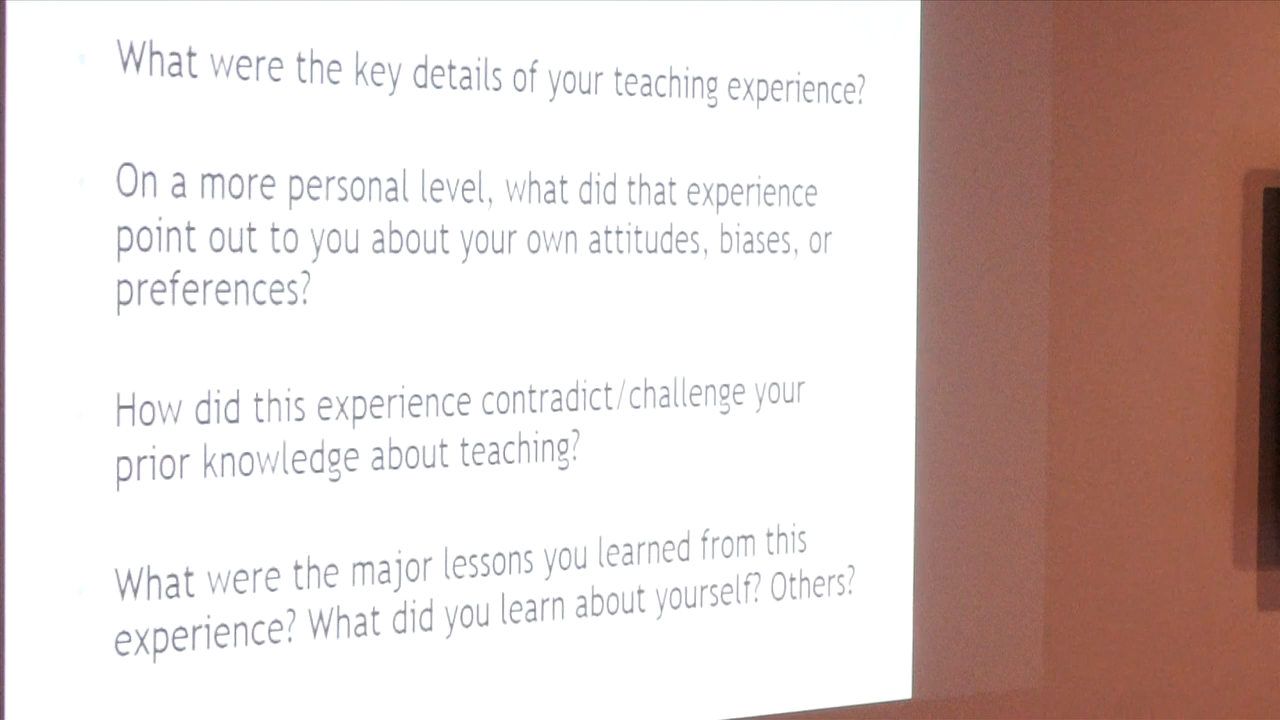 What were the key details of your teaching experience?
On a more personal level, what did that experience
point out to you about your own attitudes, biases, or
preferences?
How did this experience contradict/challenge your
prior knowledge about teaching?
What were the major lessons you learned from this
experience? What did you learn about yourself? Others?